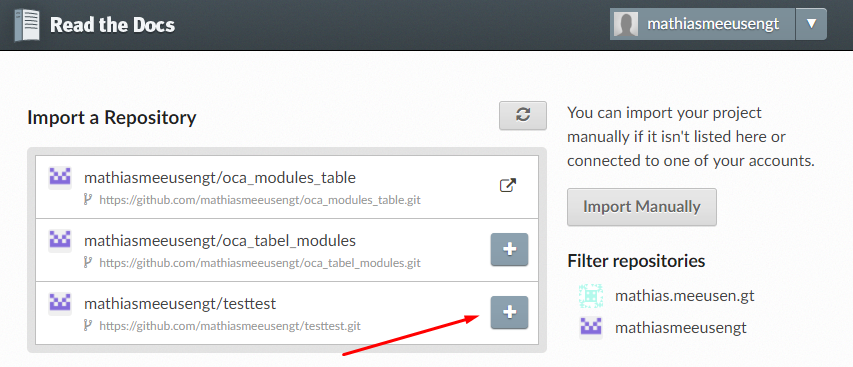 Read the Docs
mathiasmeeusengt
Import a Repository
mathiasmeeusengt/oca_modules_table
https://github.com/mathiasmeeusengt/oca_modules_table.git
mathiasmeeusengt/oca_tabel_modules
https://github.com/mathiasmeeusengt/oca_tabel_modules.git
mathiasmeeusengt/testtest
https://github.com/mathiasmeeusengt/testtest.git
You can import your project
manually if it isn't listed here or
connected to one of your accounts.
Import Manually
Filter repositories
mathias.meeusen.gt
mathiasmeeusengt